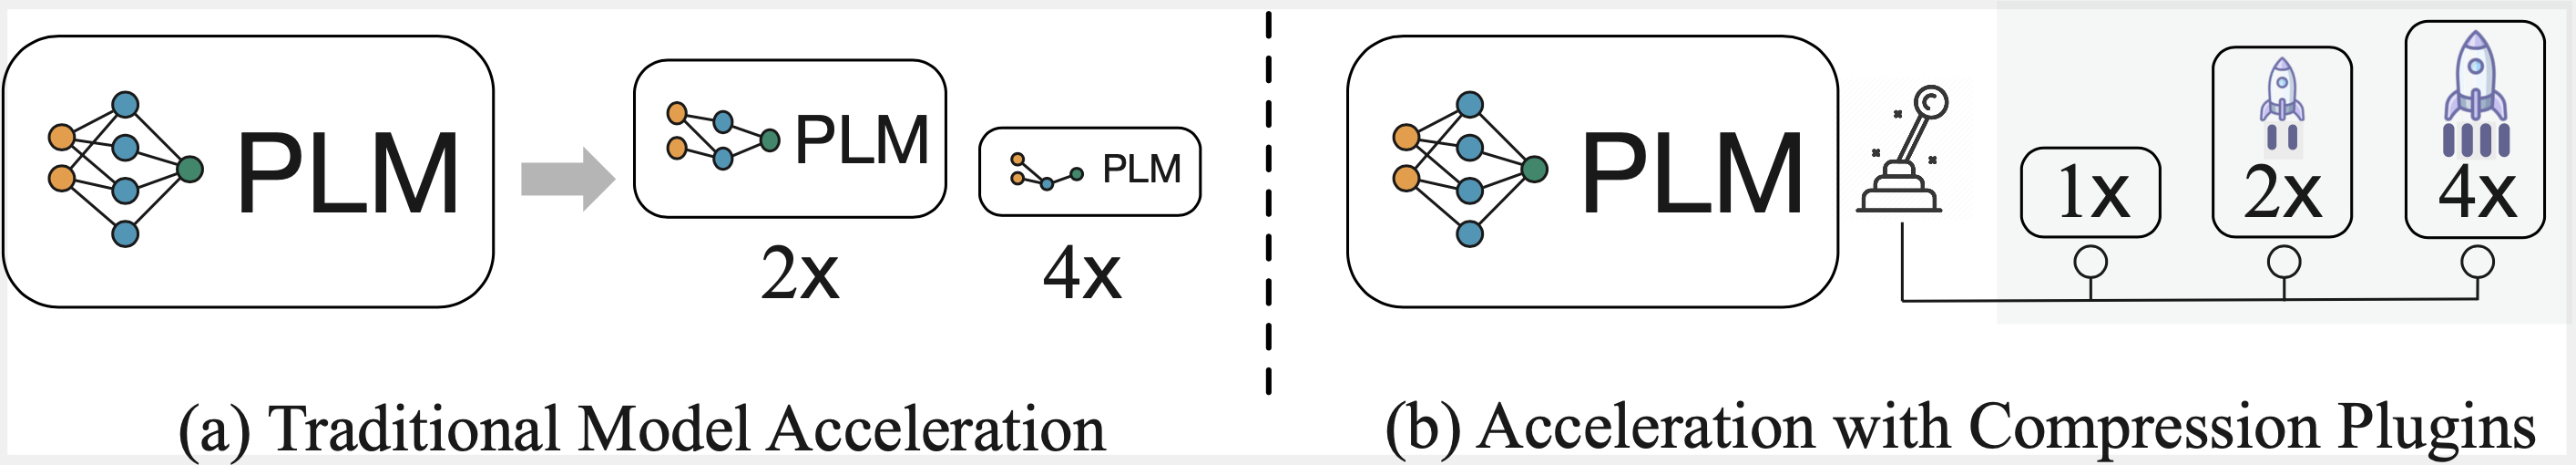 PLM
PLM
2x
PLM
4x
(a) Traditional Model Acceleration
PLM
1x
2x
4x
(b) Acceleration with Compression Plugins